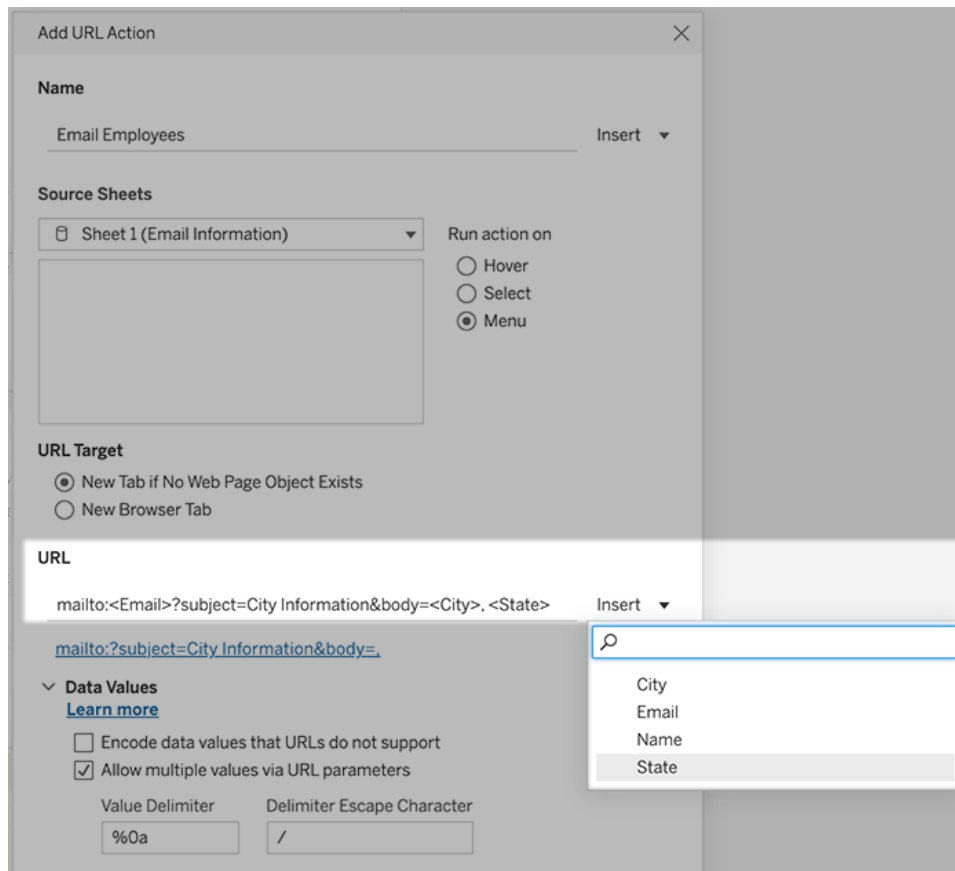 Add URL Action
Name
Email Employees
Insert
Source Sheets
Sheet 1 (Email Information)
Run action on
Hover
Select
Menu
URL Target
New Tab if No Web Page Object Exists
New Browser Tab
URL
mailto:<Email>?subject=City Information&body=<City>, <State>
Insert
mailto:?subject=City Information&body=,
City
Email
Name
State
Data Values
Learn more
Encode data values that URLs do not support
Allow multiple values via URL parameters
Value Delimiter
Delimiter Escape Character
%0a
/